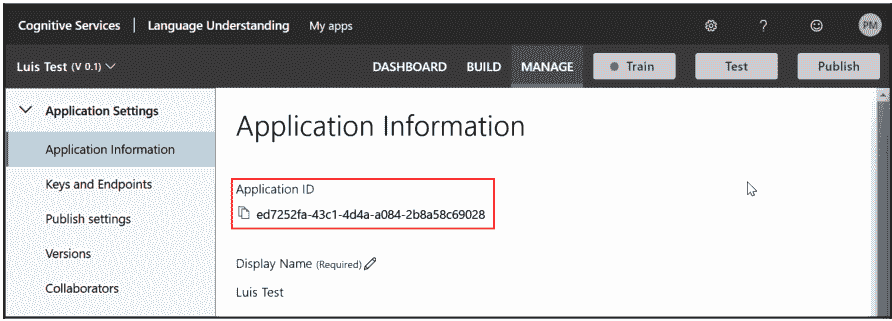 Cognitive Services | Language Understanding My apps ? PM
Luis Test (V 0.1) DASHBOARD BUILD MANAGE Train Test Publish
Application Settings
Application Information
Keys and Endpoints
Publish settings
Versions
Collaborators
Application Information
Application ID
ed7252fa-43c1-4d4a-a084-2b8a58c69028
Display Name (Required)
Luis Test